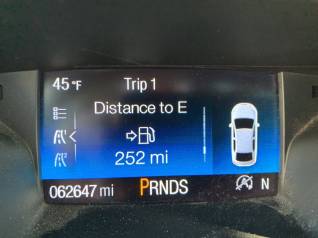 45°F Trip 1
Distance to E
252 mi
062647 mi PRNDS N